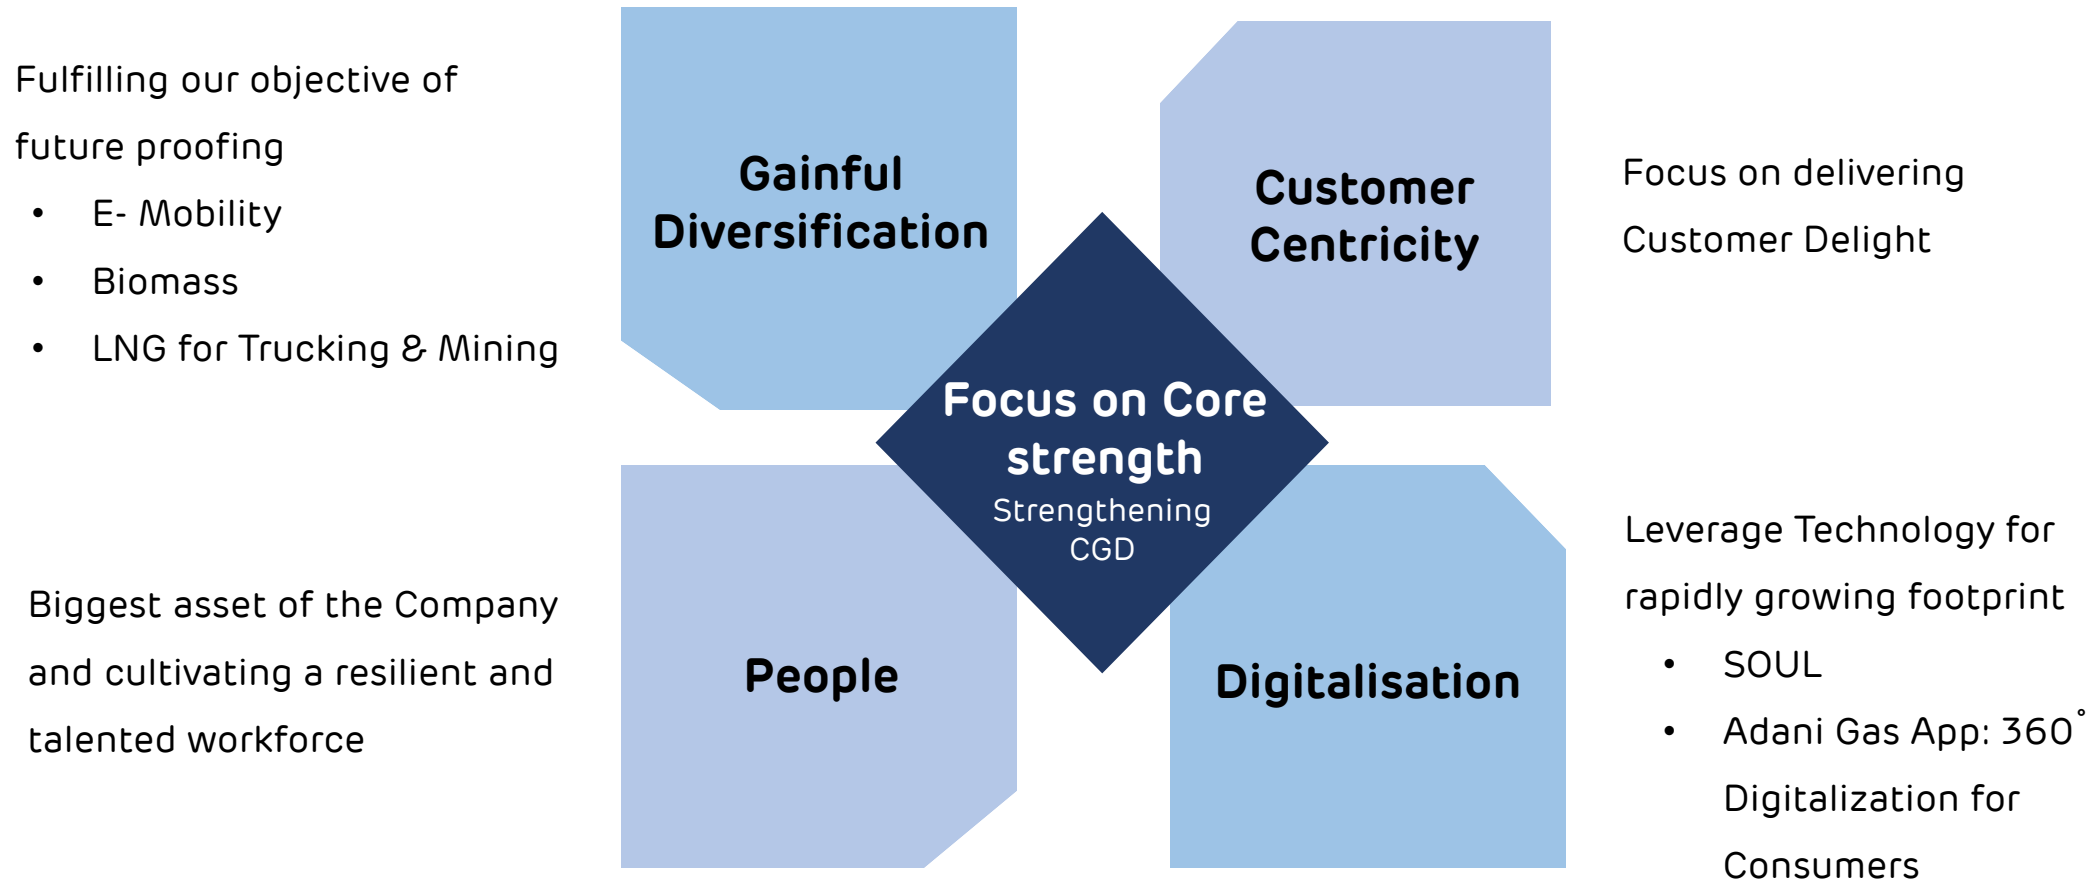 Fulfilling our objective of
future proofing
• E- Mobility
• Biomass
• LNG for Trucking & Mining
Gainful
Diversification
Customer
Centricity
Focus on delivering
Customer Delight
Focus on Core
strength
Strengthening
CGD
Biggest asset of the Company
and cultivating a resilient and
talented workforce
People
Digitalisation
Leverage Technology for
rapidly growing footprint
• SOUL
• Adani Gas App: 360°
Digitalization for
Consumers